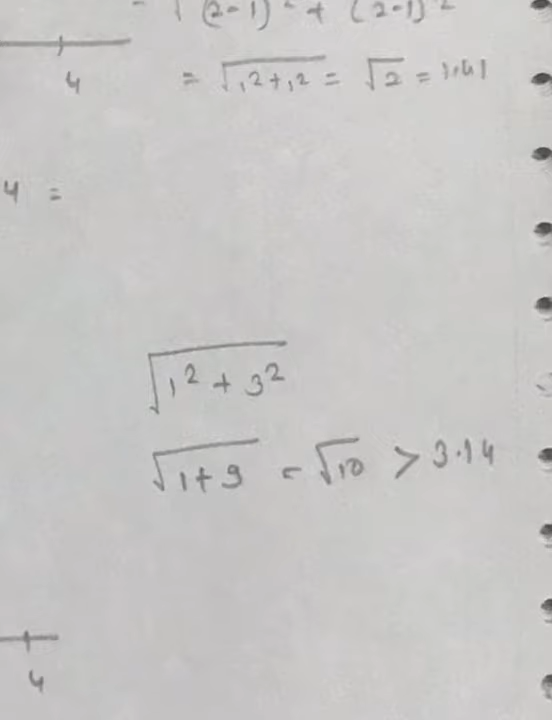 = √(2-1)² + (2-1)²
4
= √1²+1² = √2 = 1.41
4 =
√1² + 3²
√1+9 = √10 > 3.14
4